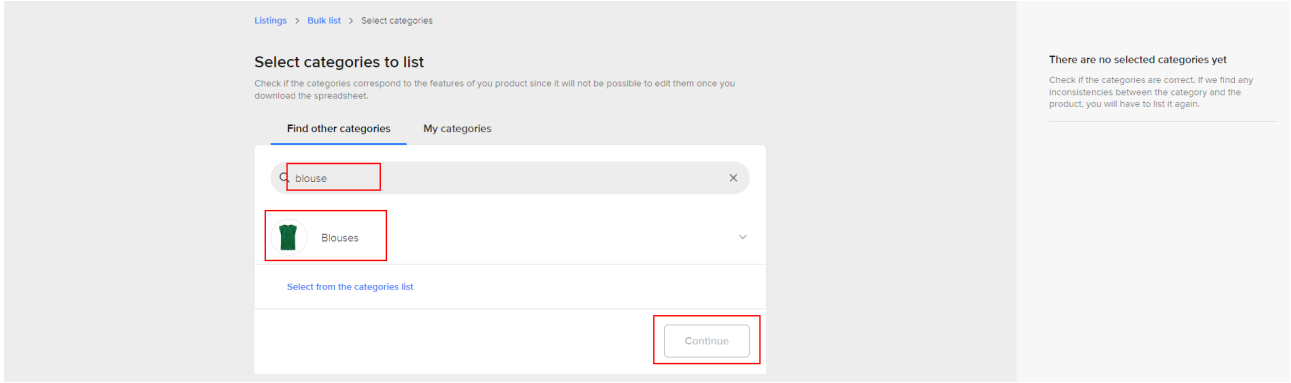 Listings > Bulk list > Select categories
Select categories to list
Check if the categories correspond to the features of you product since it will not be possible to edit them once you
download the spreadsheet.
Find other categories My categories
blouse
Blouses
Select from the categories list
Continue
There are no selected categories yet
Check if the categories are correct. If we find any
inconsistencies between the category and the
product, you will have to list it again.